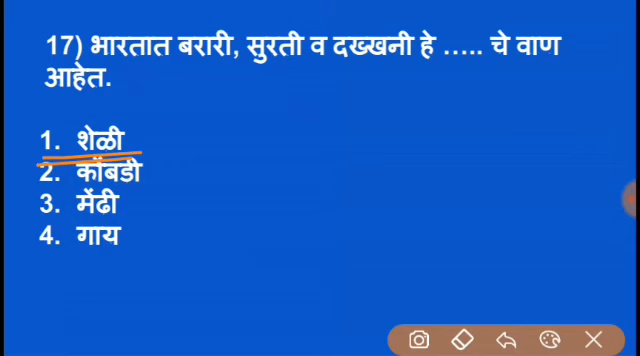 17) भारतात बरारी, सुरती व दख्खनी हे ..... चे वाण
आहेत.
1. शेळी
2. कोंबडी
3. मेंढी
4. गाय